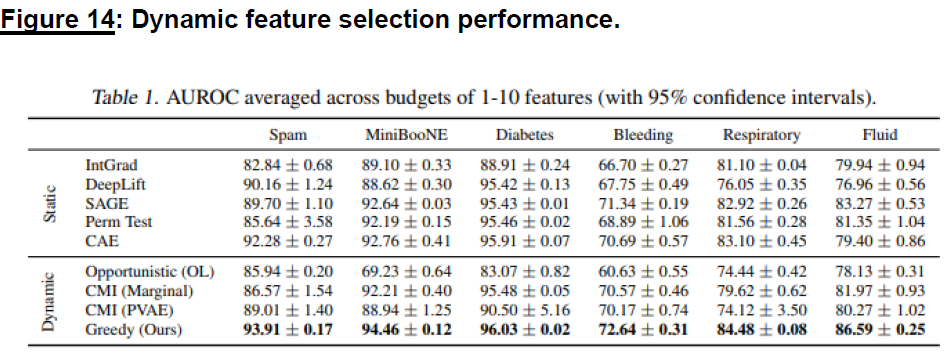 Figure 14: Dynamic feature selection performance.
Table 1. AUROC averaged across budgets of 1-10 features (with 95% confidence intervals).
Spam MiniBooNE Diabetes Bleeding Respiratory Fluid
Static
IntGrad 82.84 ± 0.68 89.10 ± 0.33 88.91 ± 0.24 66.70 ± 0.27 81.10 ± 0.04 79.94 ± 0.94
DeepLift 90.16 ± 1.24 88.62 ± 0.30 95.42 ± 0.13 67.75 ± 0.49 76.05 ± 0.35 76.96 ± 0.56
SAGE 89.70 ± 1.10 92.64 ± 0.03 95.43 ± 0.01 71.34 ± 0.19 82.92 ± 0.26 83.27 ± 0.53
Perm Test 85.64 ± 3.58 92.19 ± 0.15 95.46 ± 0.02 68.89 ± 1.06 81.56 ± 0.28 81.35 ± 1.04
CAE 92.28 ± 0.27 92.76 ± 0.41 95.91 ± 0.07 70.69 ± 0.57 83.10 ± 0.45 79.40 ± 0.86
Dynamic
Opportunistic (OL) 85.94 ± 0.20 69.23 ± 0.64 83.07 ± 0.82 60.63 ± 0.55 74.44 ± 0.42 78.13 ± 0.31
CMI (Marginal) 86.57 ± 1.54 92.21 ± 0.40 95.48 ± 0.05 70.57 ± 0.46 79.62 ± 0.62 81.97 ± 0.93
CMI (PVAE) 89.01 ± 1.40 88.94 ± 1.25 90.50 ± 5.16 70.17 ± 0.74 74.12 ± 3.50 80.27 ± 1.02
Greedy (Ours) 93.91 ± 0.17 94.46 ± 0.12 96.03 ± 0.02 72.64 ± 0.31 84.48 ± 0.08 86.59 ± 0.25